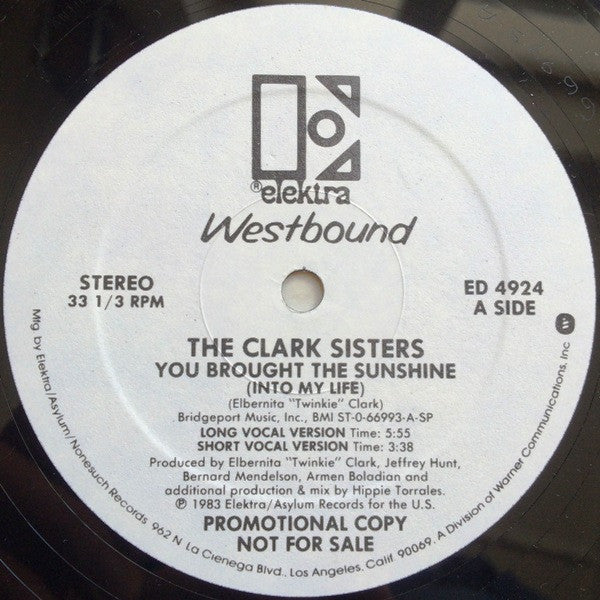 ® elektra
Westbound
STEREO
33 1/3 RPM
ED 4924
A SIDE
THE CLARK SISTERS
YOU BROUGHT THE SUNSHINE
(INTO MY LIFE)
(Elbernita "Twinkie" Clark)
Bridgeport Music, Inc., BMI ST-0-66993-A-SP
LONG VOCAL VERSION Time: 5:55
SHORT VOCAL VERSION Time: 3:38
Produced by Elbernita "Twinkie" Clark, Jeffrey Hunt,
Bernard Mendelson, Armen Boladian and
additional production & mix by Hippie Torrales.
℗ 1983 Elektra/Asylum Records for the U.S.
PROMOTIONAL COPY
NOT FOR SALE
Mfg by Elektra/Asylum/Nonesuch Records 962 N. La Cienega Blvd., Los Angeles, Calif 90069. A Division of Warner Communications, Inc